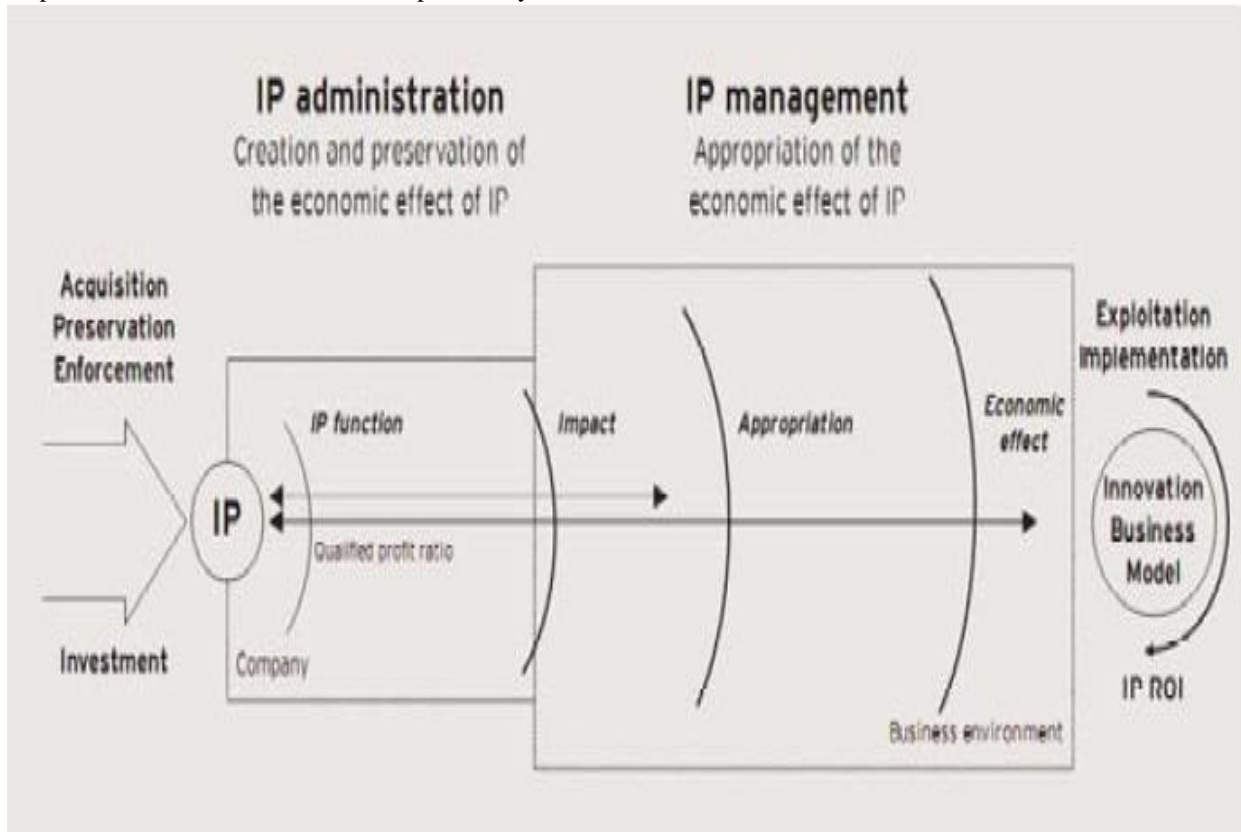 IP administration
Creation and preservation of
the economic effect of IP
IP management
Appropriation of the
economic effect of IP
Acquisition
Preservation
Enforcement
Investment
IP
IP function
Qualified profit ratio
Company
Impact
Appropriation
Economic
effect
Business environment
Exploitation
Implementation
Innovation
Business
Model
IP ROI